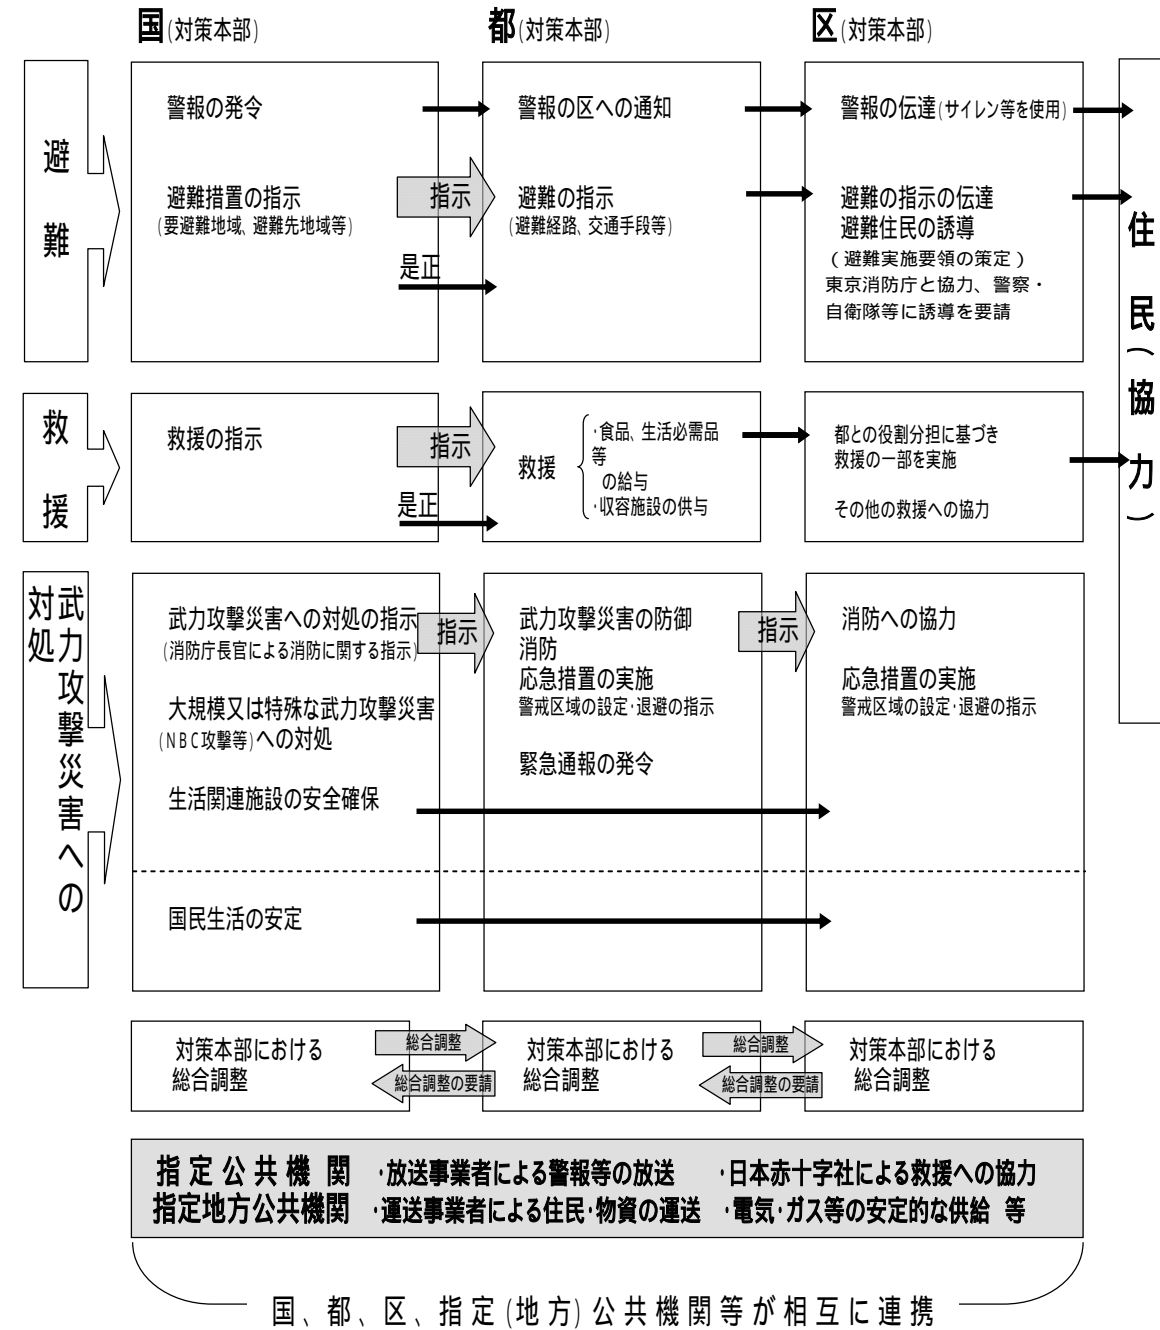 国(対策本部)
都(対策本部)
区(対策本部)
避難
警報の発令
警報の区への通知
警報の伝達(サイレン等を使用)
避難措置の指示
(要避難地域、避難先地域等)
指示
是正
避難の指示
(避難経路、交通手段等)
避難の指示の伝達
避難住民の誘導
(避難実施要領の策定)
東京消防庁と協力、警察・
自衛隊等に誘導を要請
住民(協力)
救援
救援の指示
指示
是正
救援
・食品、生活必需品
等
の給与
・収容施設の供与
都との役割分担に基づき
救援の一部を実施
その他の救援への協力
武力攻撃災害への
対処
武力攻撃災害への対処の指示
(消防庁長官による消防に関する指示)
指示
大規模又は特殊な武力攻撃災害
(NBC攻撃等)への対処
生活関連施設の安全確保
武力攻撃災害の防御
消防
応急措置の実施
警戒区域の設定・退避の指示
緊急通報の発令
指示
消防への協力
応急措置の実施
警戒区域の設定・退避の指示
国民生活の安定
対策本部における
総合調整
総合調整
総合調整の要請
対策本部における
総合調整
総合調整
総合調整の要請
対策本部における
総合調整
指定公共機関 ・放送事業者による警報等の放送 ・日本赤十字社による救援への協力
指定地方公共機関 ・運送事業者による住民・物資の運送 ・電気・ガス等の安定的な供給 等
国、都、区、指定(地方)公共機関等が相互に連携